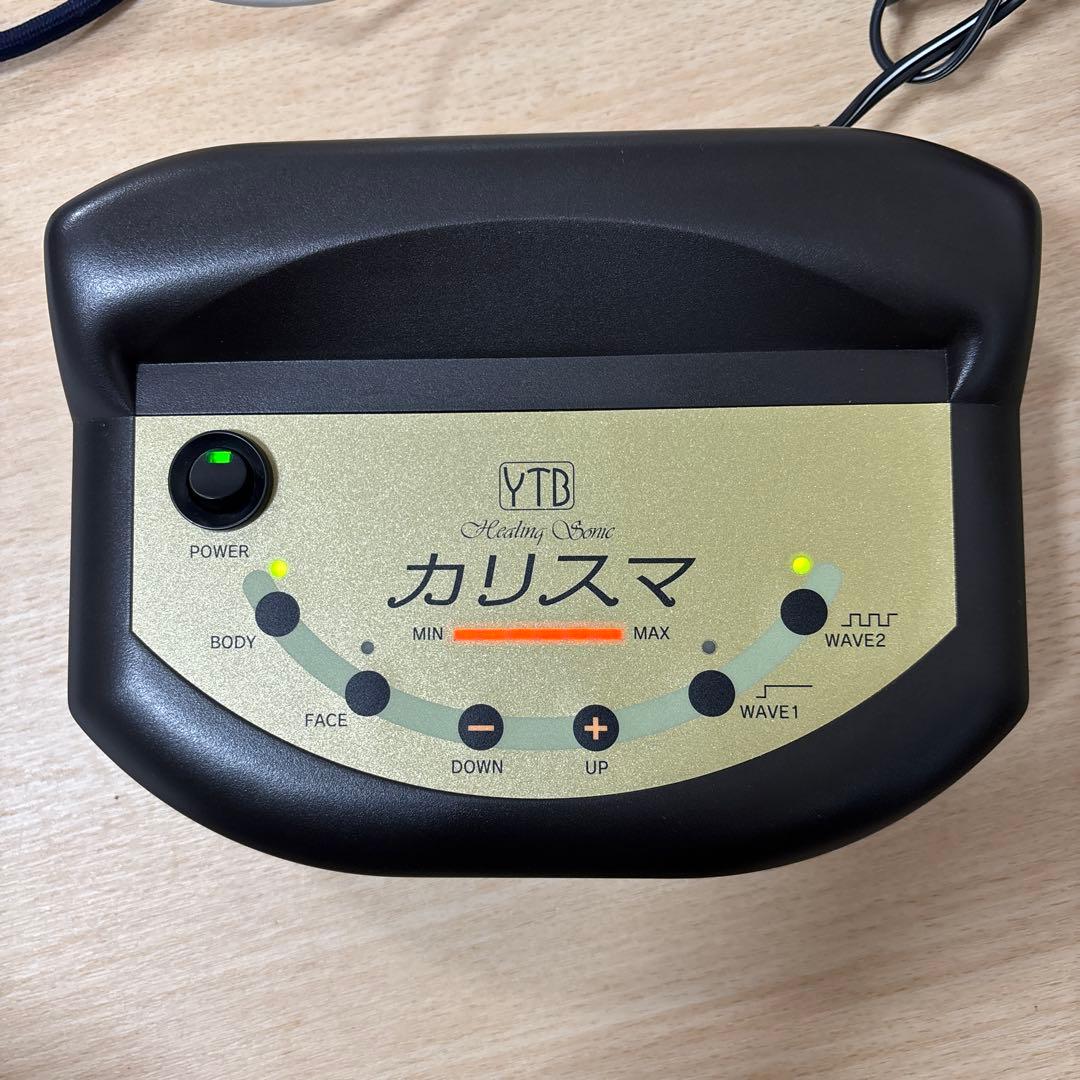 YTB
Healing Sonic
カリスマ
POWER
MIN MAX
BODY
WAVE2
FACE
WAVE1
− +
DOWN UP